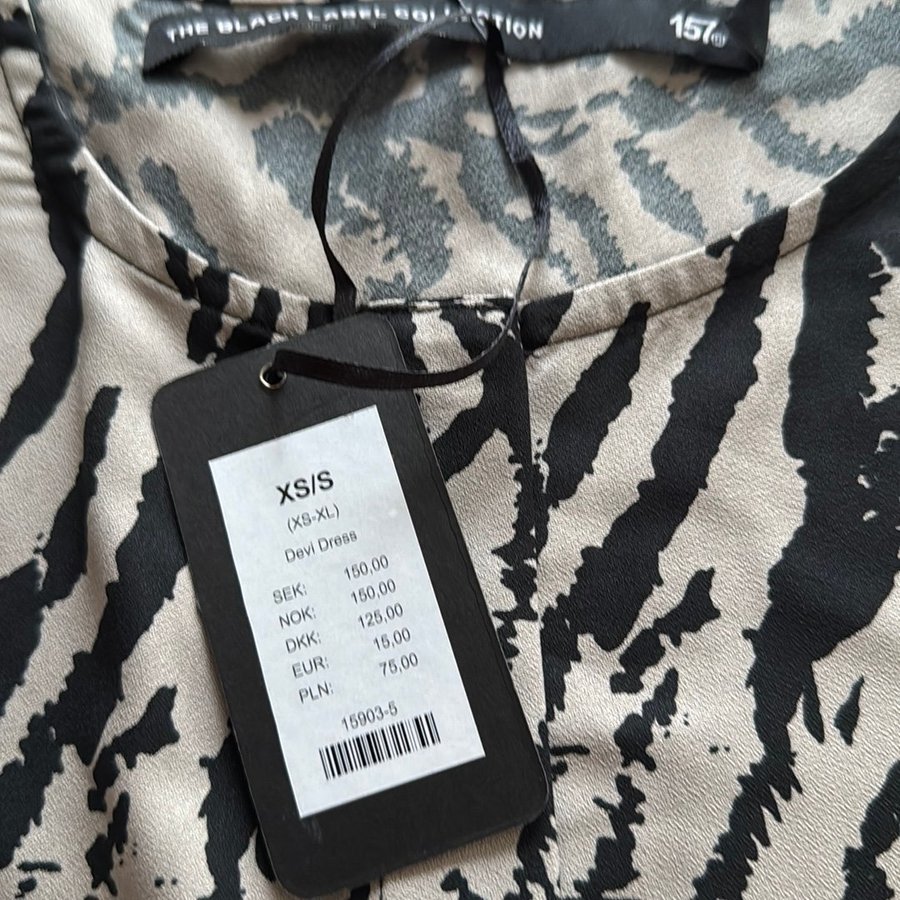 THE BLACK LABEL COLLECTION
157
XS/S
(XS-XL)
Devi Dress
SEK: 150,00
NOK: 150,00
DKK: 125,00
EUR: 15,00
PLN: 75,00
15903-5